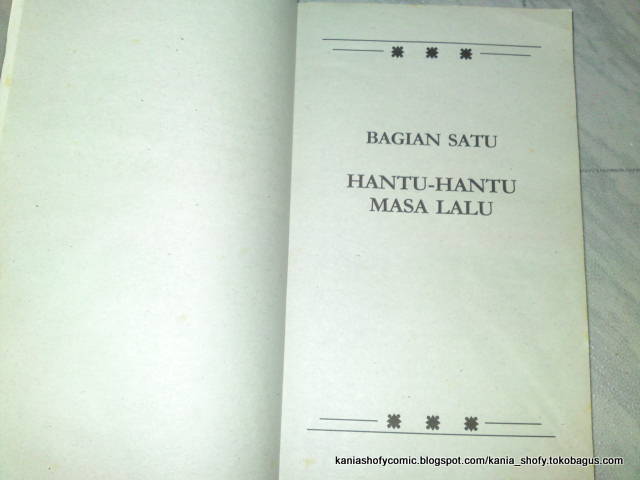 BAGIAN SATU
HANTU-HANTU
MASA LALU
kaniashofycomic.blogspot.com/kania_shofy.tokobagus.com